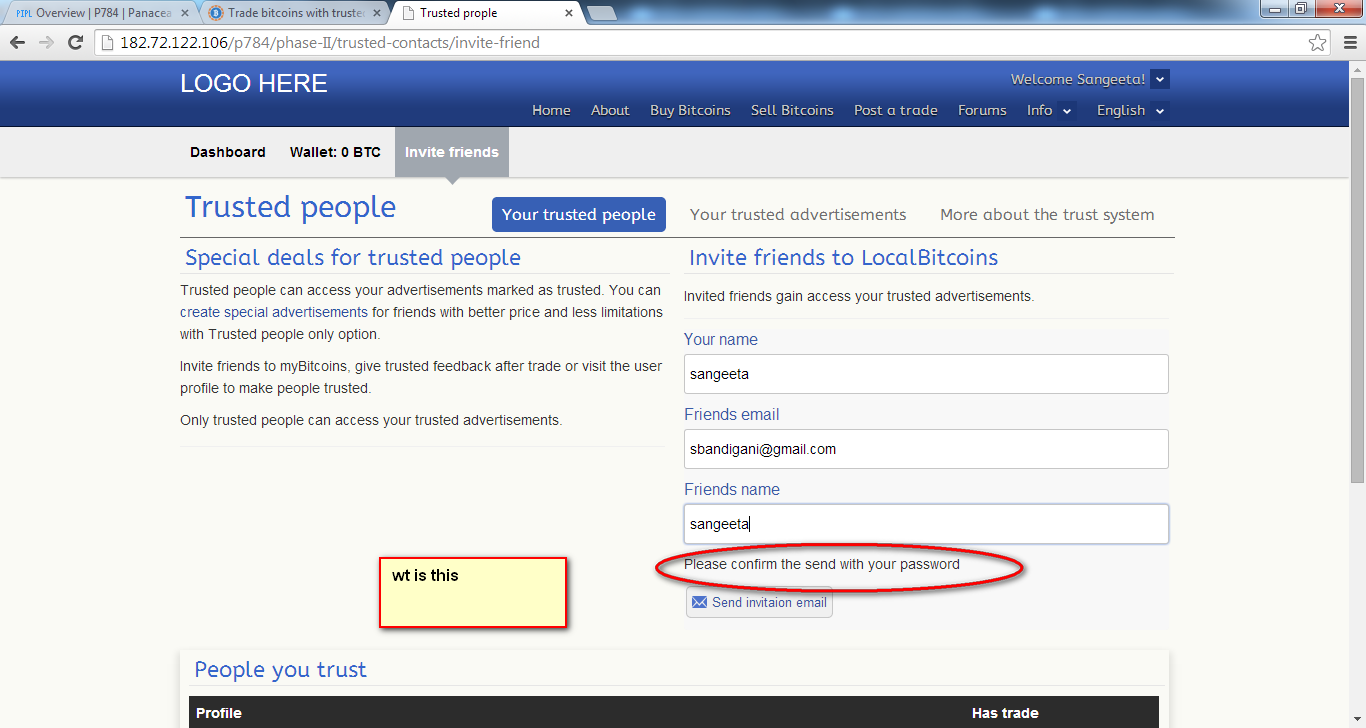 PIPL Overview | P784 | Panacea
Trade bitcoins with truste
Trusted prople
182.72.122.106/p784/phase-II/trusted-contacts/invite-friend
LOGO HERE
Welcome Sangeeta!
Home About Buy Bitcoins Sell Bitcoins Post a trade Forums Info English
Dashboard Wallet: 0 BTC Invite friends
Trusted people
Your trusted people Your trusted advertisements More about the trust system
Special deals for trusted people
Trusted people can access your advertisements marked as trusted. You can
create special advertisements for friends with better price and less limitations
with Trusted people only option.
Invite friends to myBitcoins, give trusted feedback after trade or visit the user
profile to make people trusted.
Only trusted people can access your trusted advertisements.
Invite friends to LocalBitcoins
Invited friends gain access your trusted advertisements.
Your name
sangeeta
Friends email
sbandigani@gmail.com
Friends name
sangeeta
Please confirm the send with your password
wt is this
Send invitaion email
People you trust
Profile Has trade